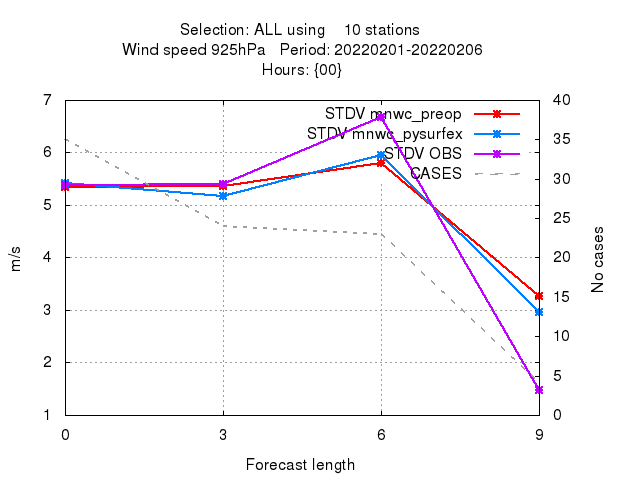 Selection: ALL using 10 stations
Wind speed 925hPa Period: 20220201-20220206
Hours: {00}
STDV mnwc_preop
STDV mnwc_pysurfex
STDV OBS
CASES
7
6
5
4
3
2
1
m/s
40
35
30
25
20
15
10
5
0
No cases
0 3 6 9
Forecast length